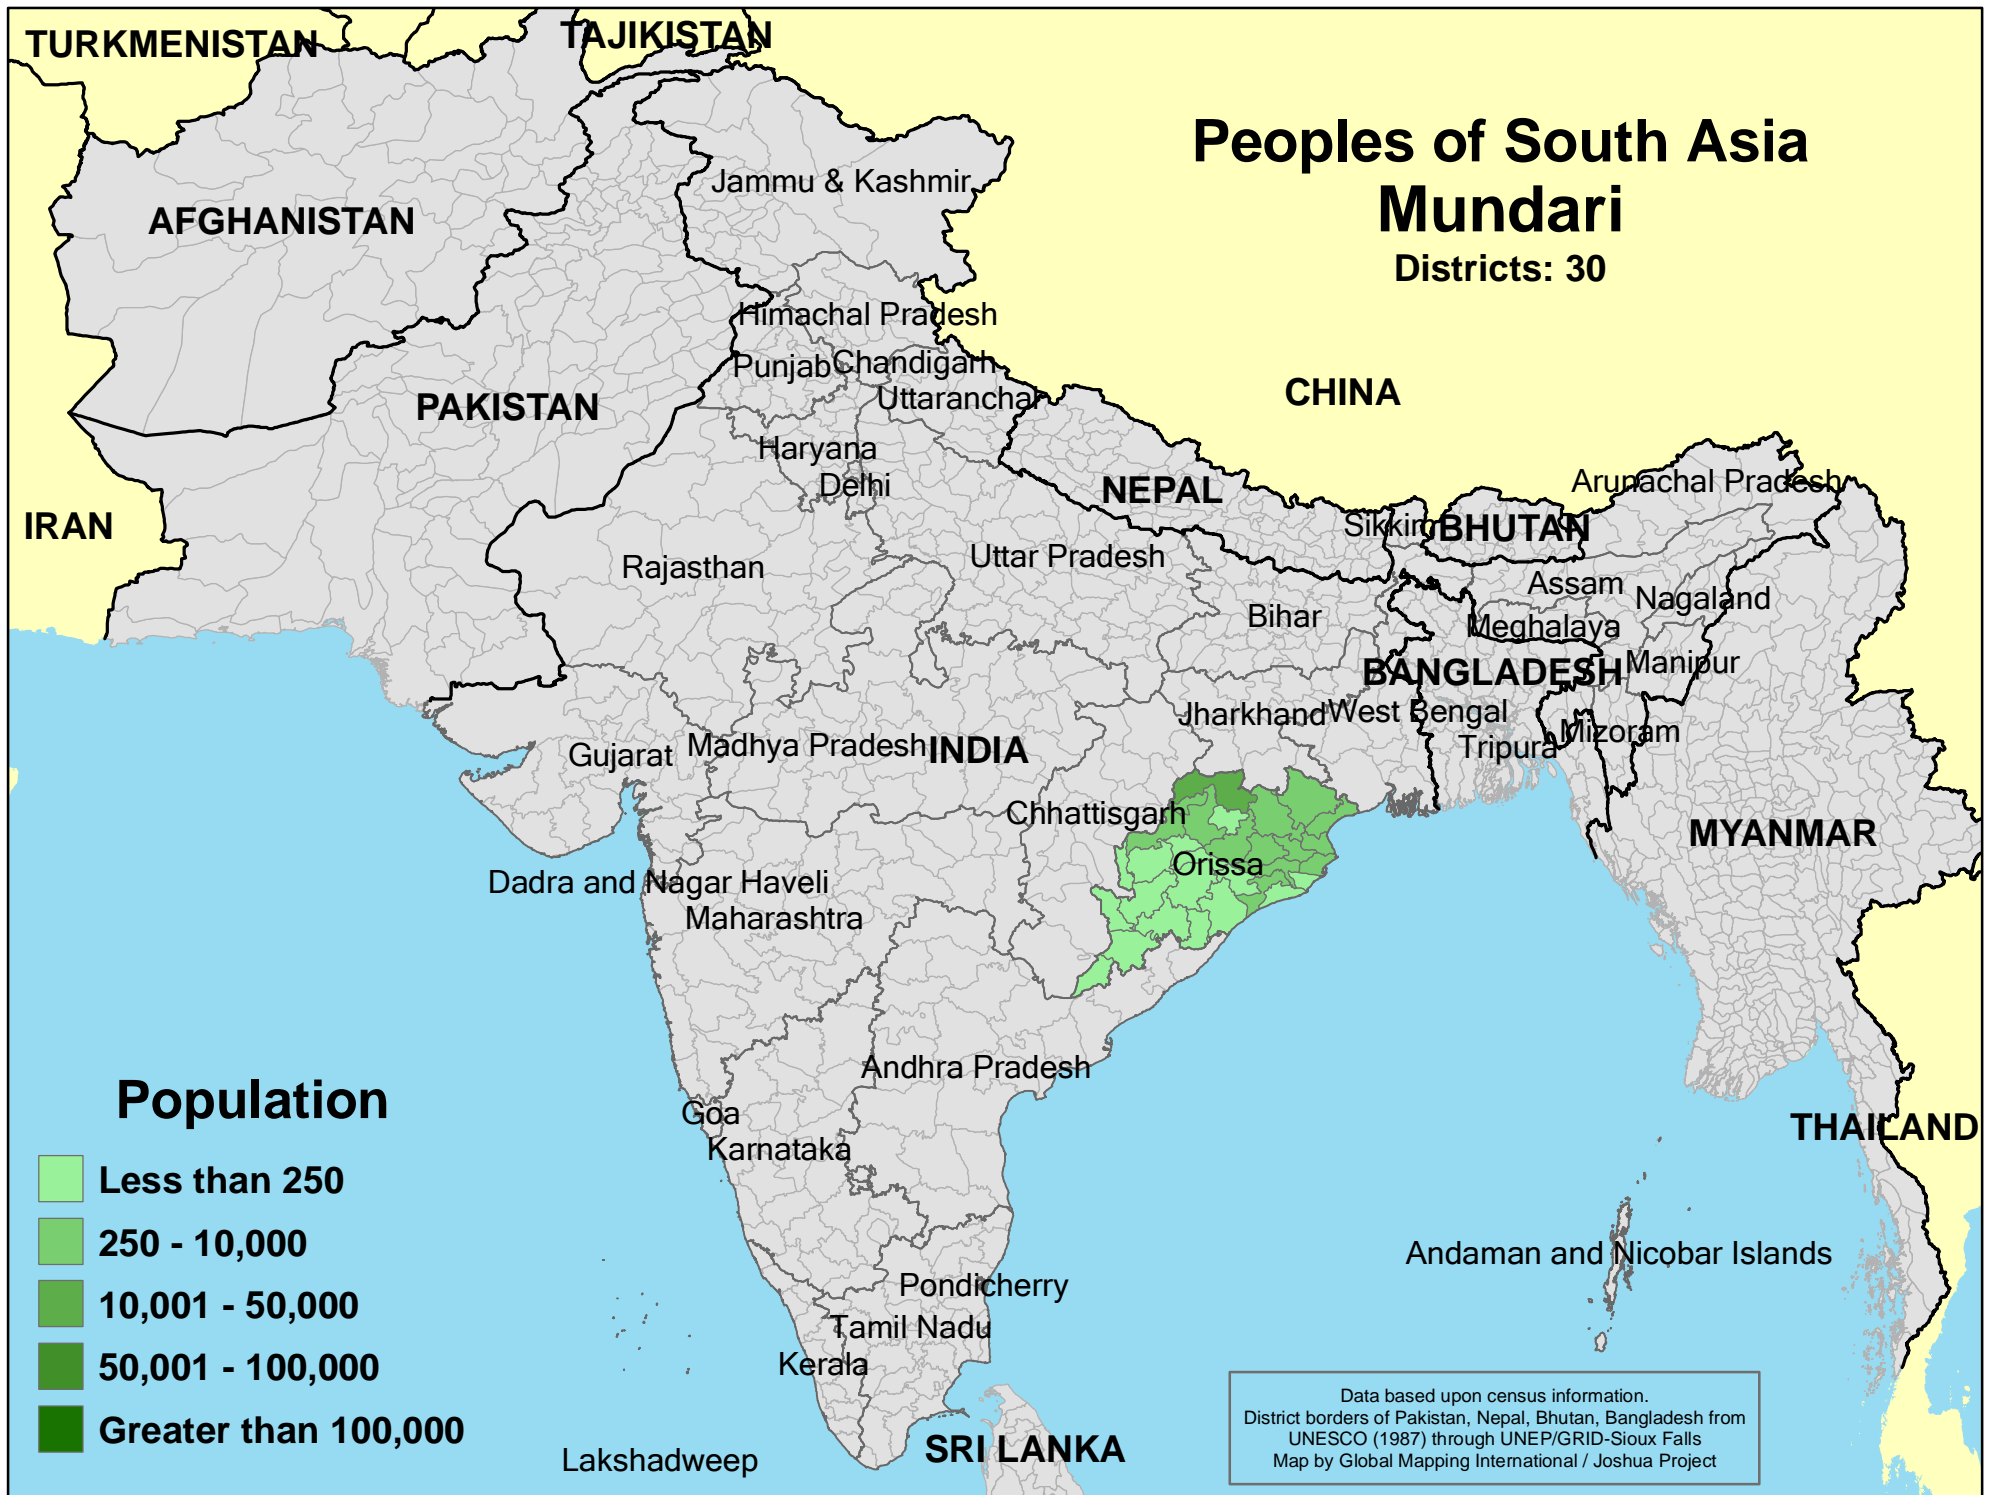 TURKMENISTAN
TAJIKISTAN
Peoples of South Asia
Mundari
Districts: 30
Jammu & Kashmir
AFGHANISTAN
Himachal Pradesh
Punjab
Chandigarh
Uttaranchal
CHINA
PAKISTAN
Haryana
Delhi
NEPAL
Arunachal Pradesh
IRAN
Sikkim
BHUTAN
Rajasthan
Uttar Pradesh
Assam
Nagaland
Bihar
Meghalaya
BANGLADESH
Manipur
Jharkhand
West Bengal
Gujarat
Madhya Pradesh
INDIA
Tripura
Mizoram
Chhattisgarh
MYANMAR
Orissa
Dadra and Nagar Haveli
Maharashtra
Andhra Pradesh
Goa
Karnataka
THAILAND
Andaman and Nicobar Islands
Pondicherry
Tamil Nadu
Kerala
Lakshadweep
SRI LANKA
Population
Less than 250
250 - 10,000
10,001 - 50,000
50,001 - 100,000
Greater than 100,000
Data based upon census information.
District borders of Pakistan, Nepal, Bhutan, Bangladesh from
UNESCO (1987) through UNEP/GRID-Sioux Falls
Map by Global Mapping International / Joshua Project